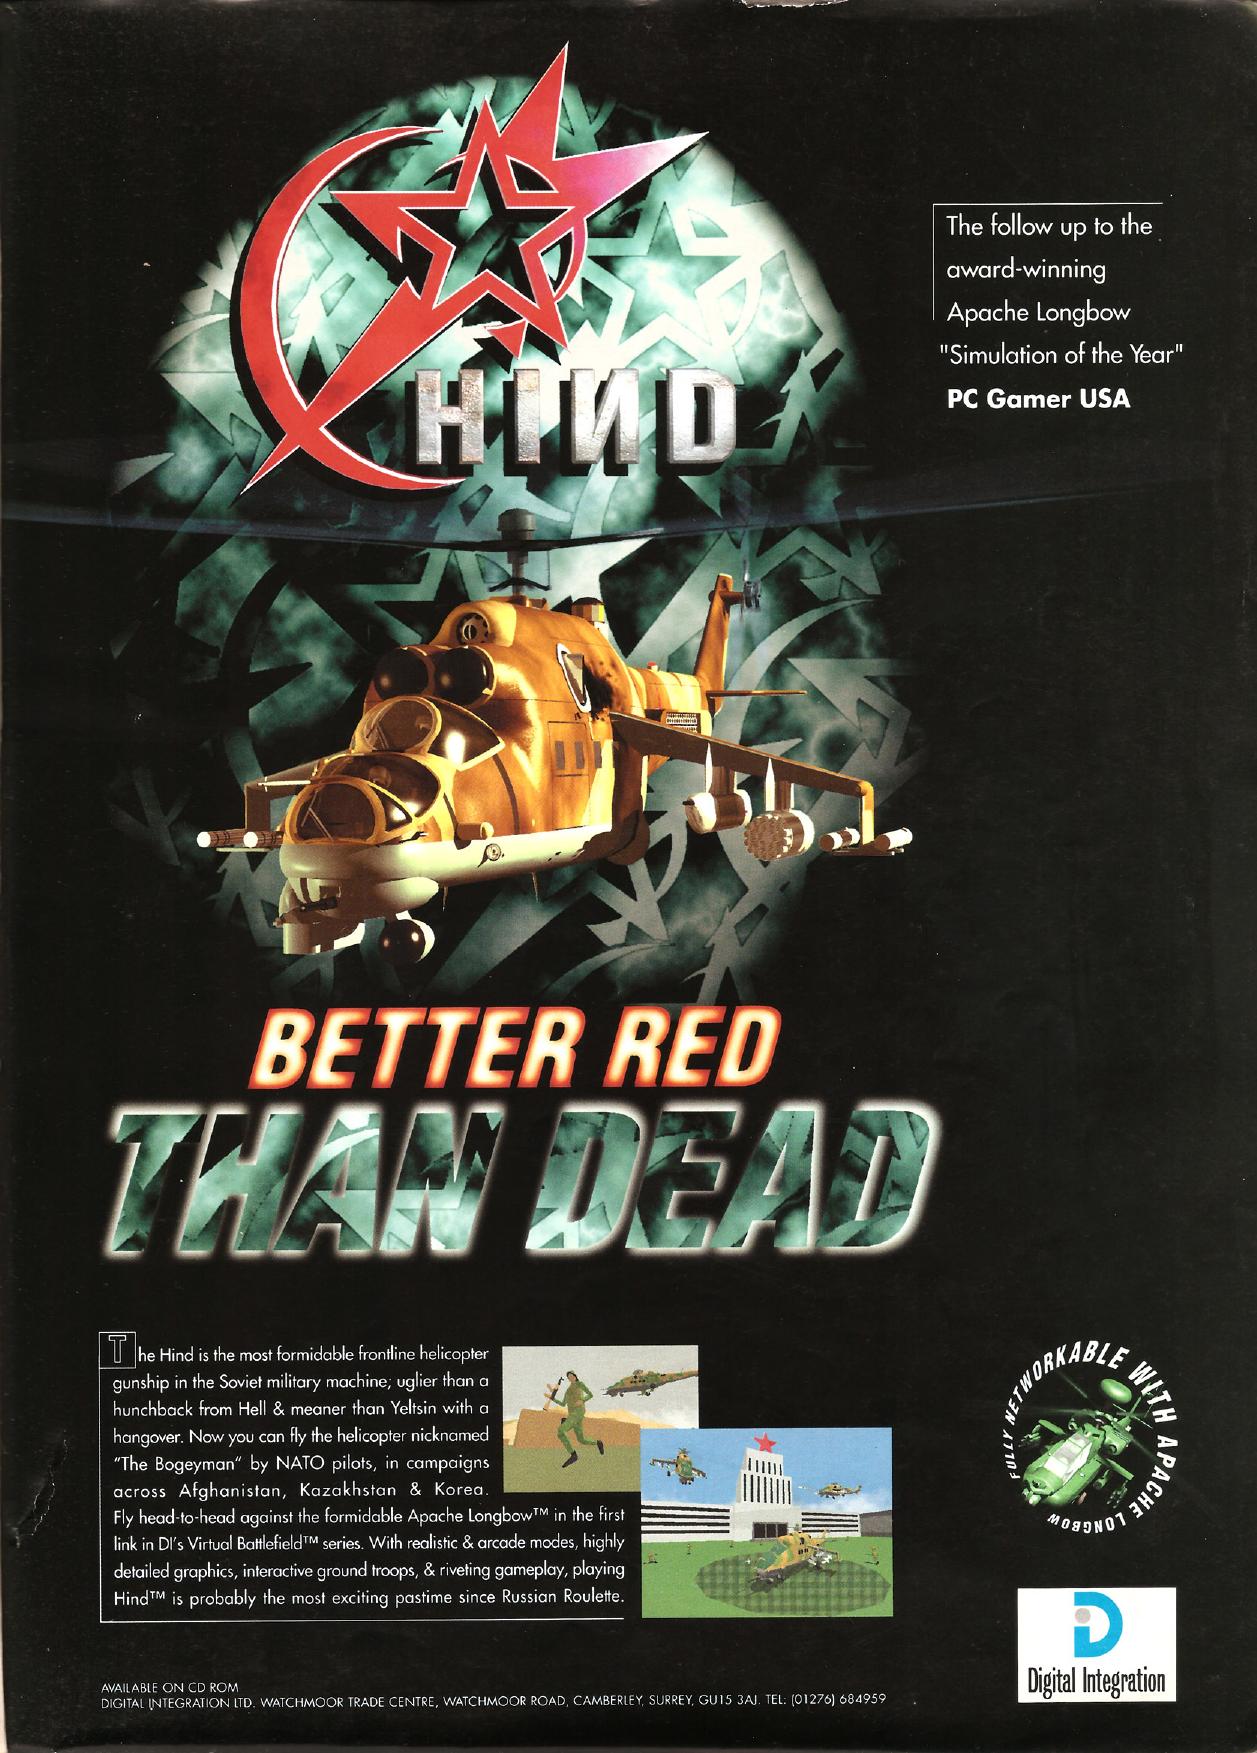 The follow up to the
award-winning
Apache Longbow
"Simulation of the Year"
PC Gamer USA
HIИD
BETTER RED
THAN DEAD
The Hind is the most formidable frontline helicopter
gunship in the Soviet military machine; uglier than a
hunchback from Hell & meaner than Yeltsin with a
hangover. Now you can fly the helicopter nicknamed
"The Bogeyman" by NATO pilots, in campaigns
across Afghanistan, Kazakhstan & Korea.
Fly head-to-head against the formidable Apache Longbow™ in the first
link in DI's Virtual Battlefield™ series. With realistic & arcade modes, highly
detailed graphics, interactive ground troops, & riveting gameplay, playing
Hind™ is probably the most exciting pastime since Russian Roulette.
FULLY NETWORKABLE WITH APACHE LONGBOW
Digital Integration
AVAILABLE ON CD ROM
DIGITAL INTEGRATION LTD. WATCHMOOR TRADE CENTRE, WATCHMOOR ROAD, CAMBERLEY, SURREY, GU15 3AJ. TEL: (01276) 684959